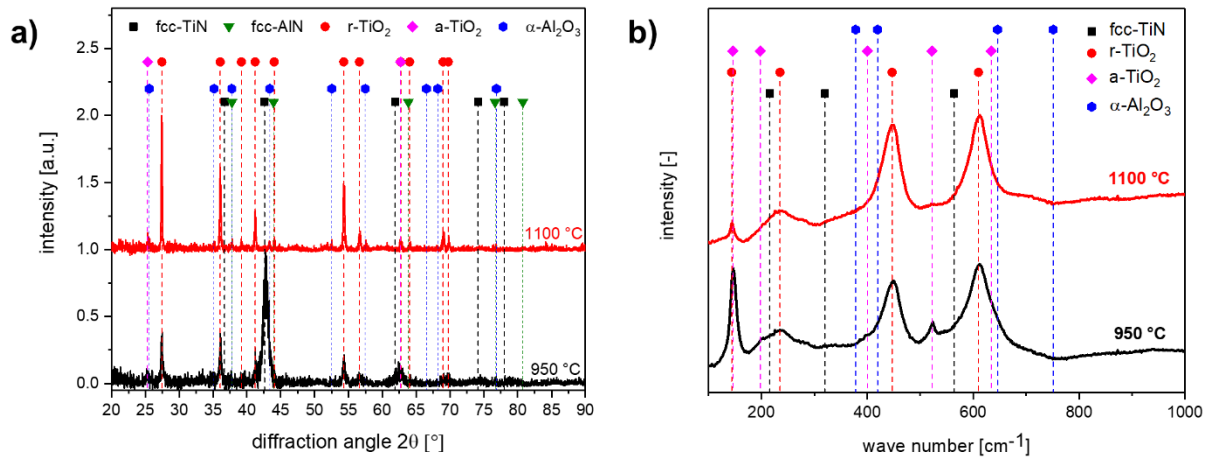 a)
fcc-TiN fcc-AlN r-TiO₂ a-TiO₂ α-Al₂O₃
2.5
2.0
1.5
1.0
0.5
0.0
intensity [a.u.]
1100 °C
950 °C
20 25 30 35 40 45 50 55 60 65 70 75 80 85 90
diffraction angle 2θ [°]
b)
fcc-TiN
r-TiO₂
a-TiO₂
α-Al₂O₃
intensity [-]
1100 °C
950 °C
200 400 600 800 1000
wave number [cm⁻¹]